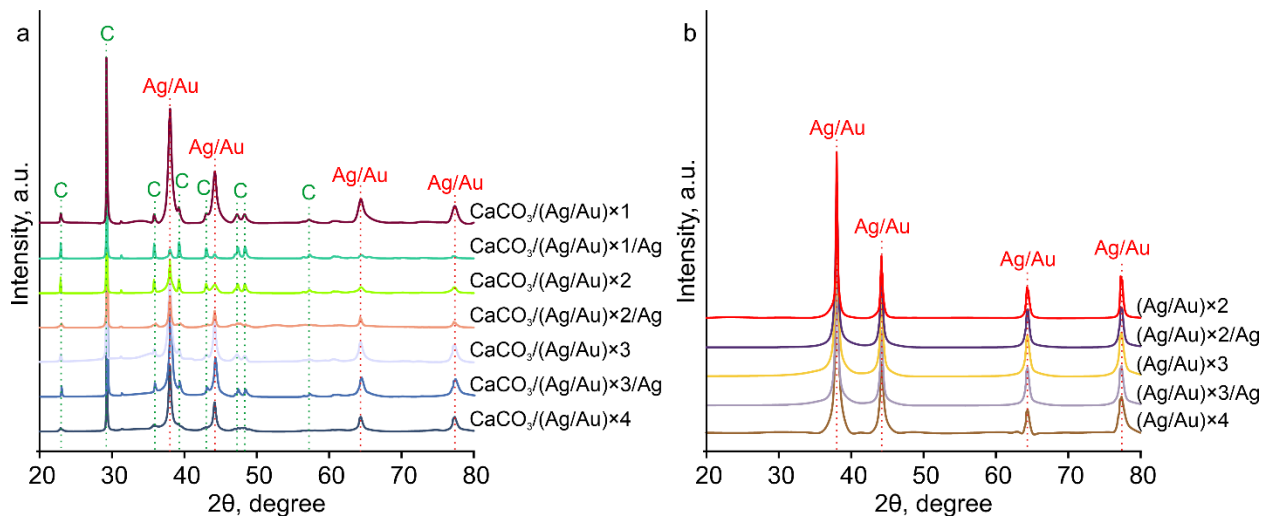 a
C
C
Ag/Au
Ag/Au
C
C
C
C
C
C
Ag/Au
Ag/Au
CaCO₃/(Ag/Au)×1
CaCO₃/(Ag/Au)×1/Ag
CaCO₃/(Ag/Au)×2
CaCO₃/(Ag/Au)×2/Ag
CaCO₃/(Ag/Au)×3
CaCO₃/(Ag/Au)×3/Ag
CaCO₃/(Ag/Au)×4
Intensity, a.u.
20 30 40 50 60 70 80
2θ, degree
b
Ag/Au
Ag/Au
Ag/Au
Ag/Au
(Ag/Au)×2
(Ag/Au)×2/Ag
(Ag/Au)×3
(Ag/Au)×3/Ag
(Ag/Au)×4
Intensity, a.u.
20 30 40 50 60 70 80
2θ, degree